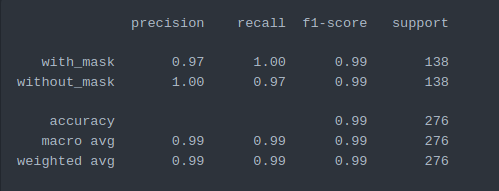 precision recall f1-score support
with_mask 0.97 1.00 0.99 138
without_mask 1.00 0.97 0.99 138
accuracy 0.99 276
macro avg 0.99 0.99 0.99 276
weighted avg 0.99 0.99 0.99 276